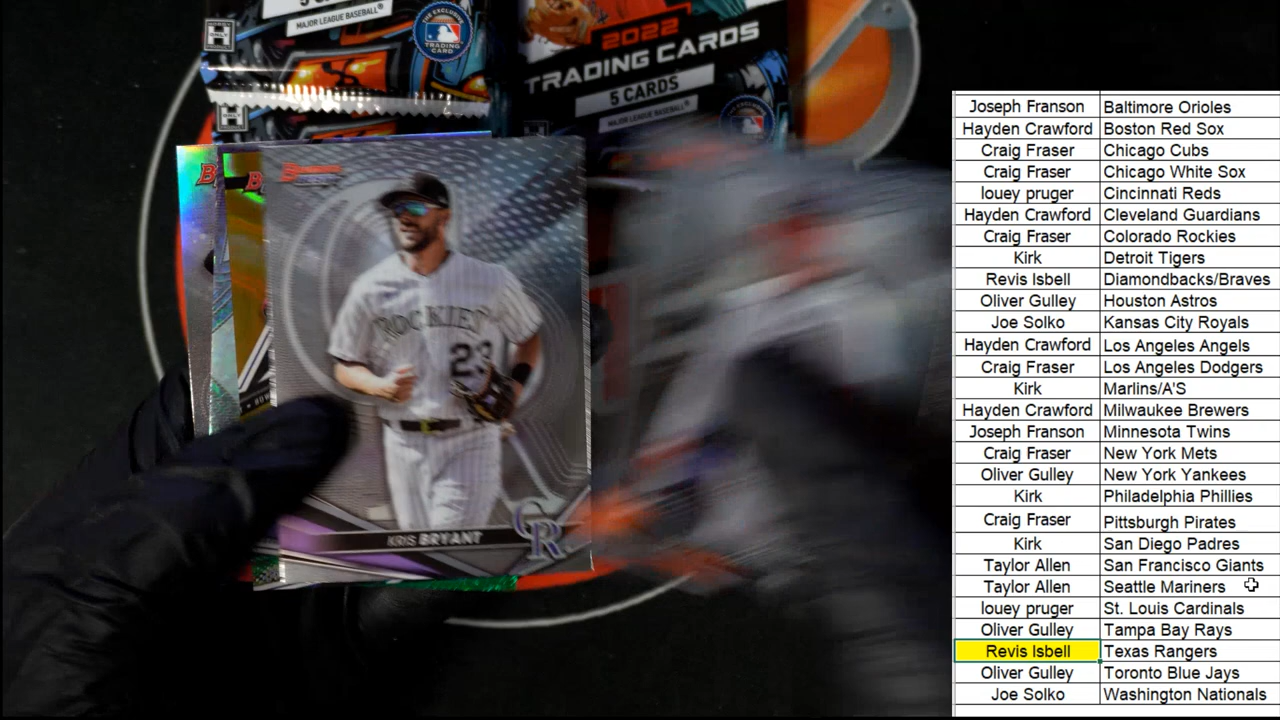 MAJOR LEAGUE BASEBALL
THE EXCLUSIVE
TRADING CARD
H
ONLY
H
2022
TRADING CARDS
5 CARDS
MAJOR LEAGUE BASEBALL
B
B
ROCKIES
23
KRIS BRYANT
CR
Joseph Franson Baltimore Orioles
Hayden Crawford Boston Red Sox
Craig Fraser Chicago Cubs
Craig Fraser Chicago White Sox
louey pruger Cincinnati Reds
Hayden Crawford Cleveland Guardians
Craig Fraser Colorado Rockies
Kirk Detroit Tigers
Revis Isbell Diamondbacks/Braves
Oliver Gulley Houston Astros
Joe Solko Kansas City Royals
Hayden Crawford Los Angeles Angels
Craig Fraser Los Angeles Dodgers
Kirk Marlins/A'S
Hayden Crawford Milwaukee Brewers
Joseph Franson Minnesota Twins
Craig Fraser New York Mets
Oliver Gulley New York Yankees
Kirk Philadelphia Phillies
Craig Fraser Pittsburgh Pirates
Kirk San Diego Padres
Taylor Allen San Francisco Giants
Taylor Allen Seattle Mariners
louey pruger St. Louis Cardinals
Oliver Gulley Tampa Bay Rays
Revis Isbell Texas Rangers
Oliver Gulley Toronto Blue Jays
Joe Solko Washington Nationals